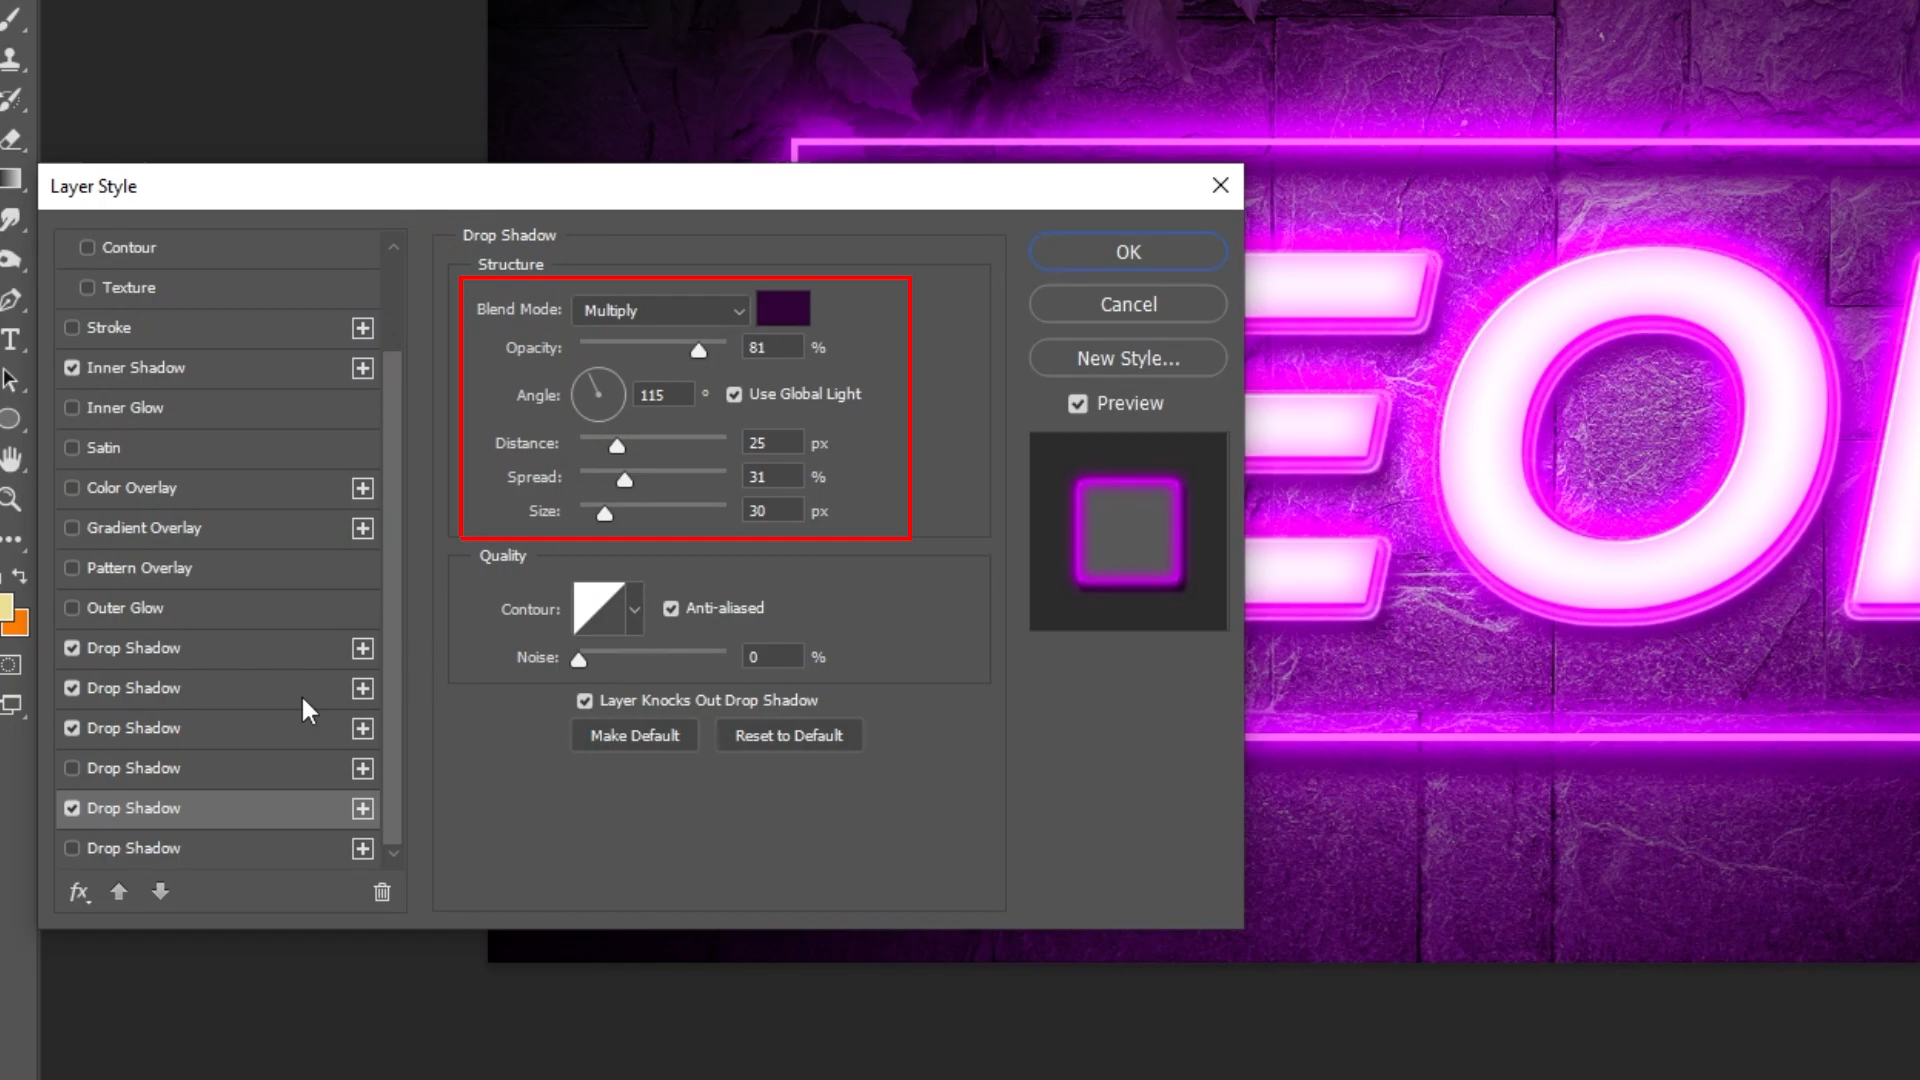 Layer Style
Contour
Texture
Stroke
Inner Shadow
Inner Glow
Satin
Color Overlay
Gradient Overlay
Pattern Overlay
Outer Glow
Drop Shadow
Drop Shadow
Drop Shadow
Drop Shadow
Drop Shadow
Drop Shadow
fx
Drop Shadow
Structure
Blend Mode: Multiply
Opacity: 81 %
Angle: 115 ° Use Global Light
Distance: 25 px
Spread: 31 %
Size: 30 px
Quality
Contour: Anti-aliased
Noise: 0 %
Layer Knocks Out Drop Shadow
Make Default Reset to Default
OK
Cancel
New Style...
Preview
T
EO